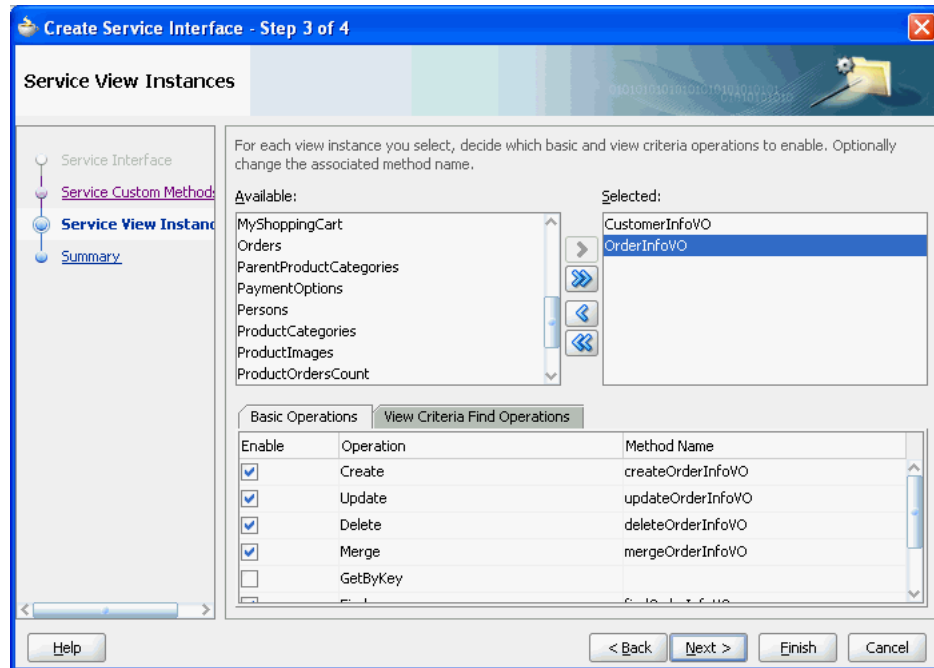 Create Service Interface - Step 3 of 4
Service View Instances
Service Interface
Service Custom Methods
Service View Instanc
Summary
For each view instance you select, decide which basic and view criteria operations to enable. Optionally
change the associated method name.
Available:
Selected:
MyShoppingCart
Orders
ParentProductCategories
PaymentOptions
Persons
ProductCategories
ProductImages
ProductOrdersCount
CustomerInfoVO
OrderInfoVO
Basic Operations
View Criteria Find Operations
Enable Operation Method Name
Create createOrderInfoVO
Update updateOrderInfoVO
Delete deleteOrderInfoVO
Merge mergeOrderInfoVO
GetByKey
Help
< Back
Next >
Finish
Cancel